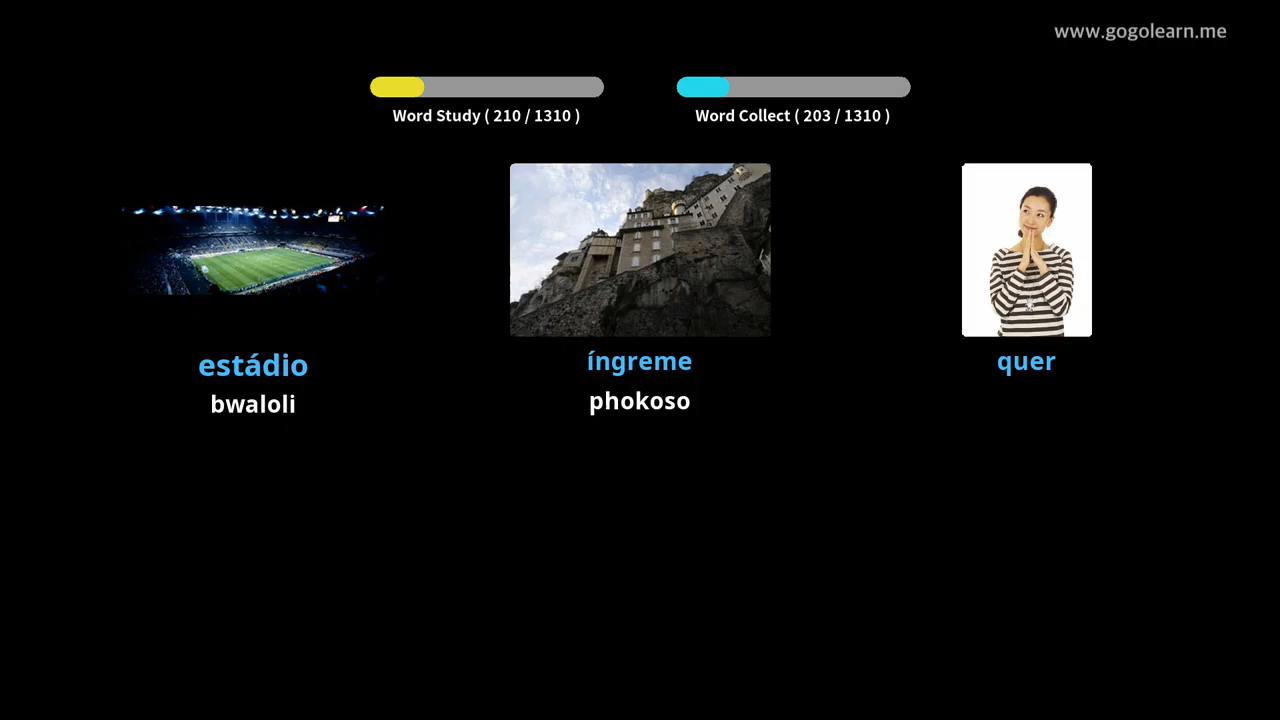 www.gogolearn.me
Word Study ( 210 / 1310 )
Word Collect ( 203 / 1310 )
estádio
íngreme
quer
bwaloli
phokoso